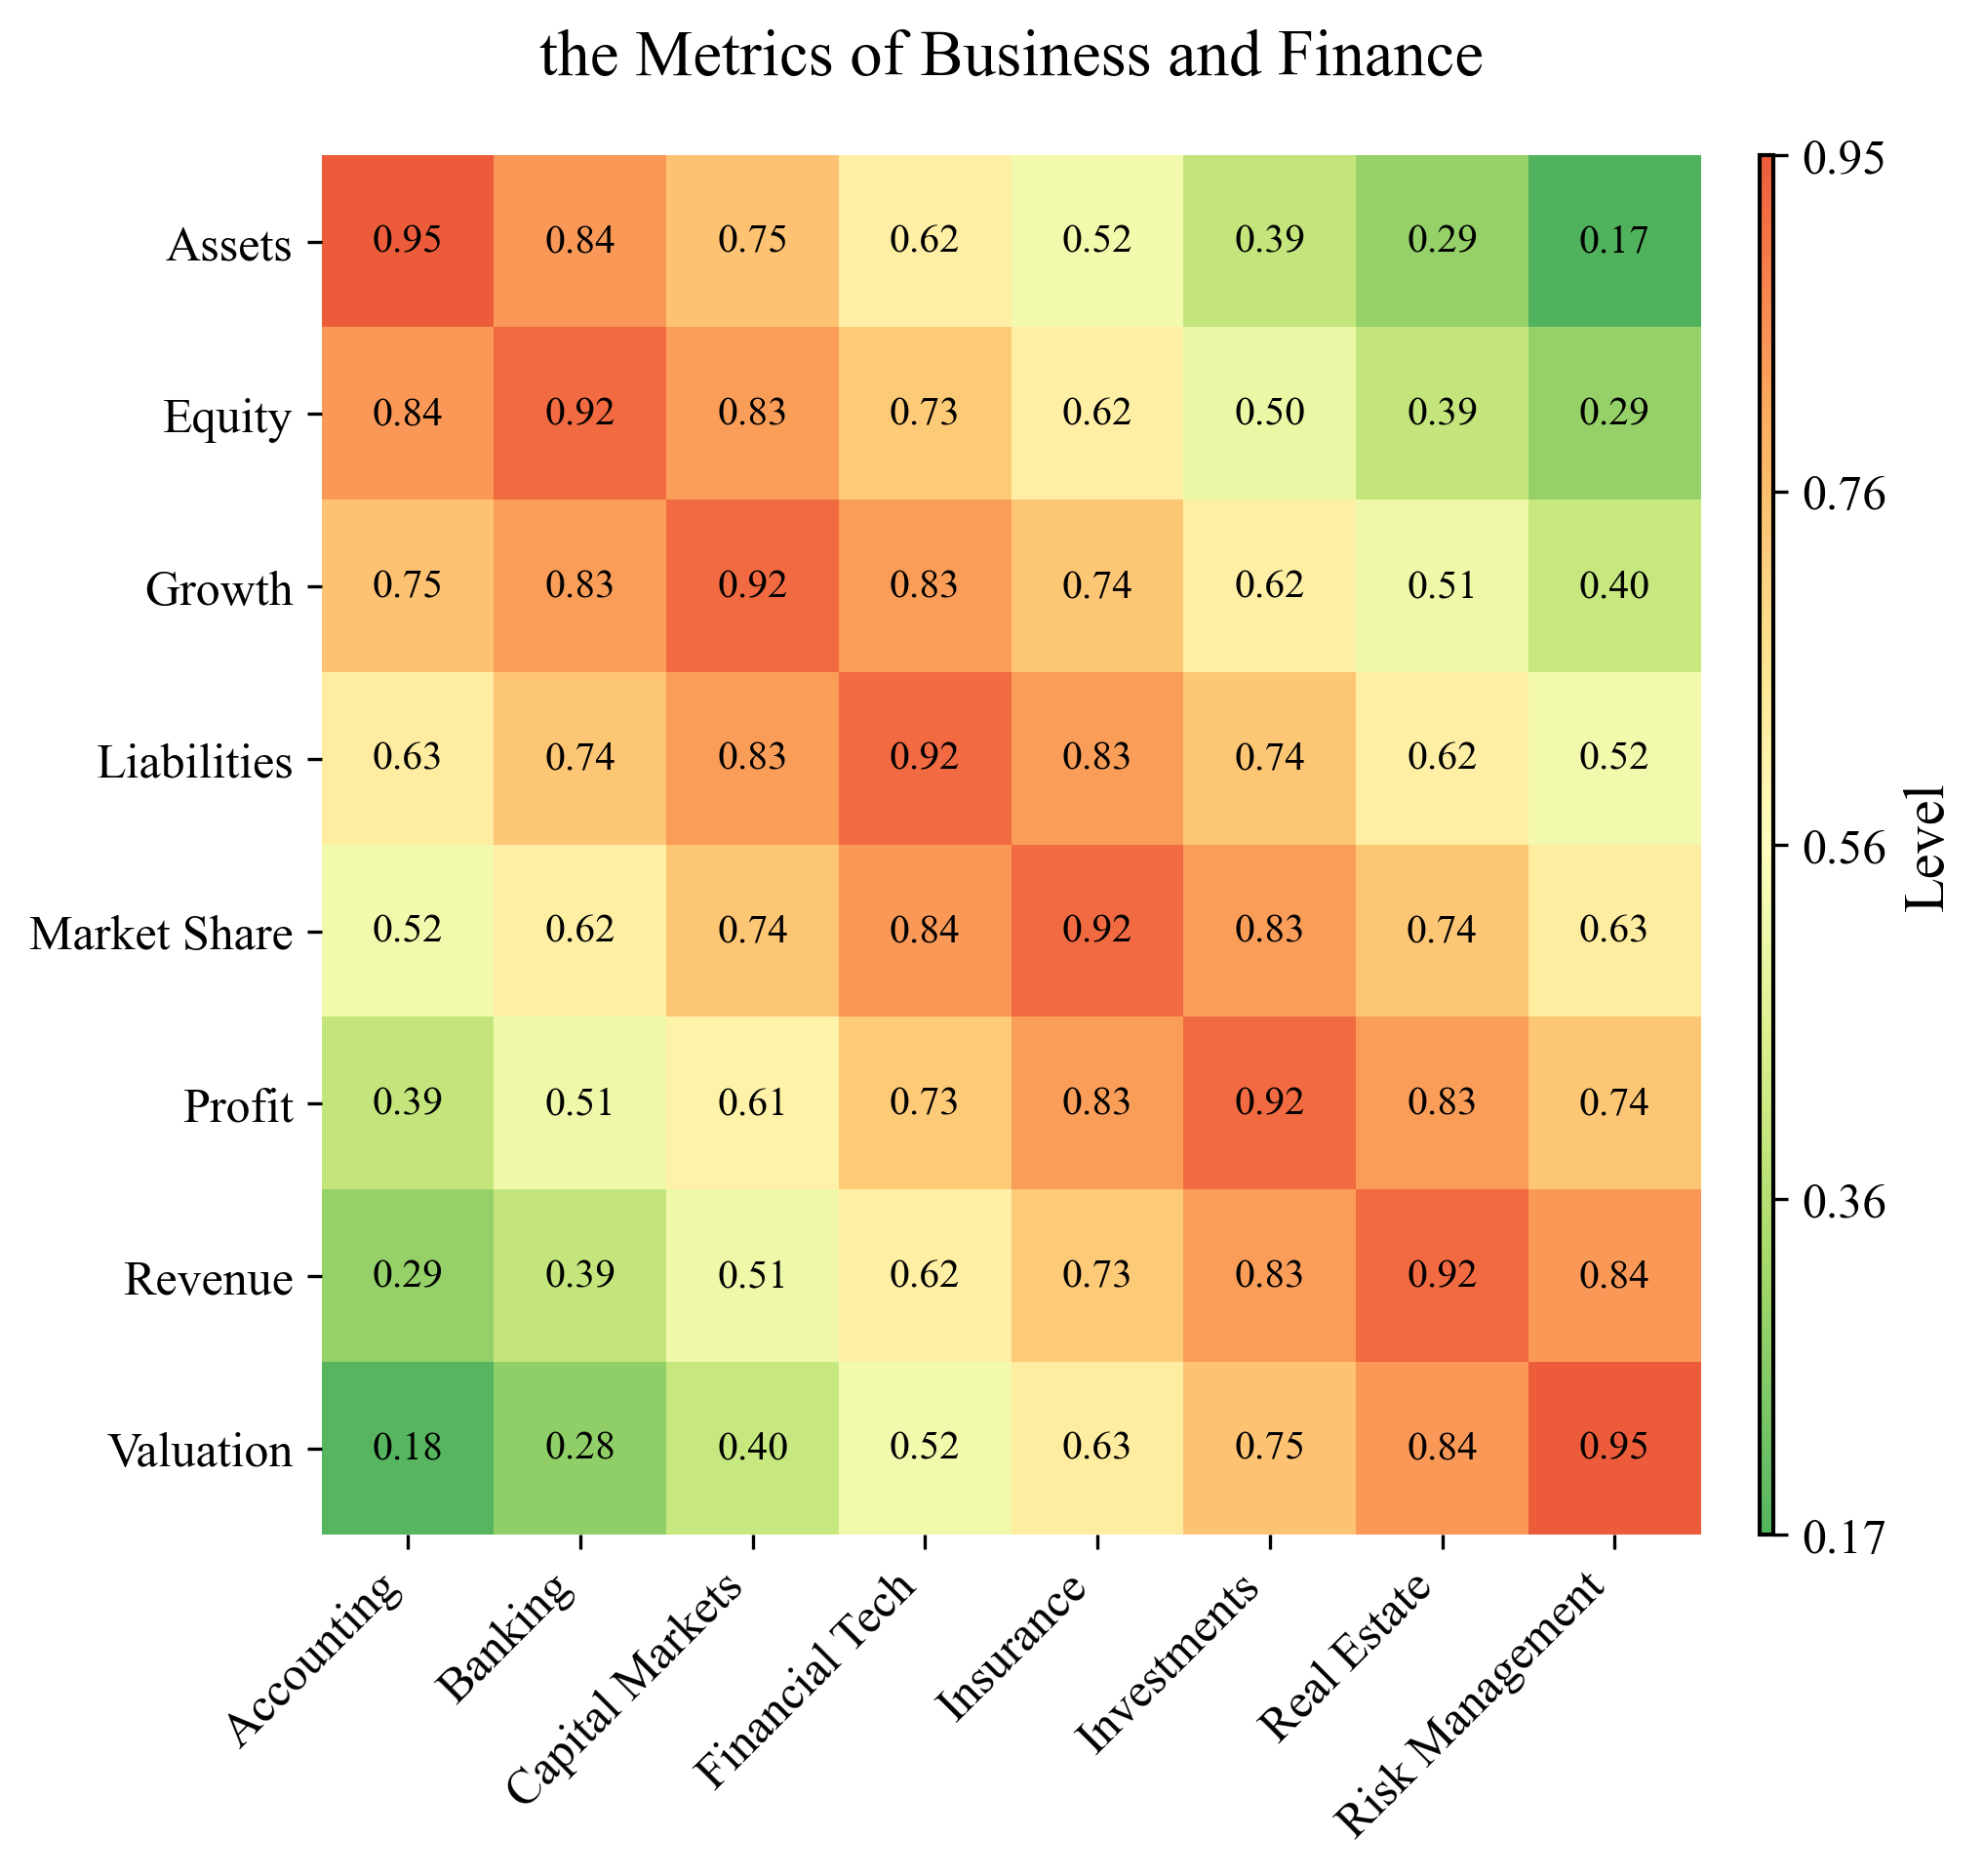 the Metrics of Business and Finance
Assets 0.95 0.84 0.75 0.62 0.52 0.39 0.29 0.17
Equity 0.84 0.92 0.83 0.73 0.62 0.50 0.39 0.29
Growth 0.75 0.83 0.92 0.83 0.74 0.62 0.51 0.40
Liabilities 0.63 0.74 0.83 0.92 0.83 0.74 0.62 0.52
Market Share 0.52 0.62 0.74 0.84 0.92 0.83 0.74 0.63
Profit 0.39 0.51 0.61 0.73 0.83 0.92 0.83 0.74
Revenue 0.29 0.39 0.51 0.62 0.73 0.83 0.92 0.84
Valuation 0.18 0.28 0.40 0.52 0.63 0.75 0.84 0.95
Accounting
Banking
Capital Markets
Financial Tech
Insurance
Investments
Real Estate
Risk Management
0.95
0.76
0.56
0.36
0.17
Level